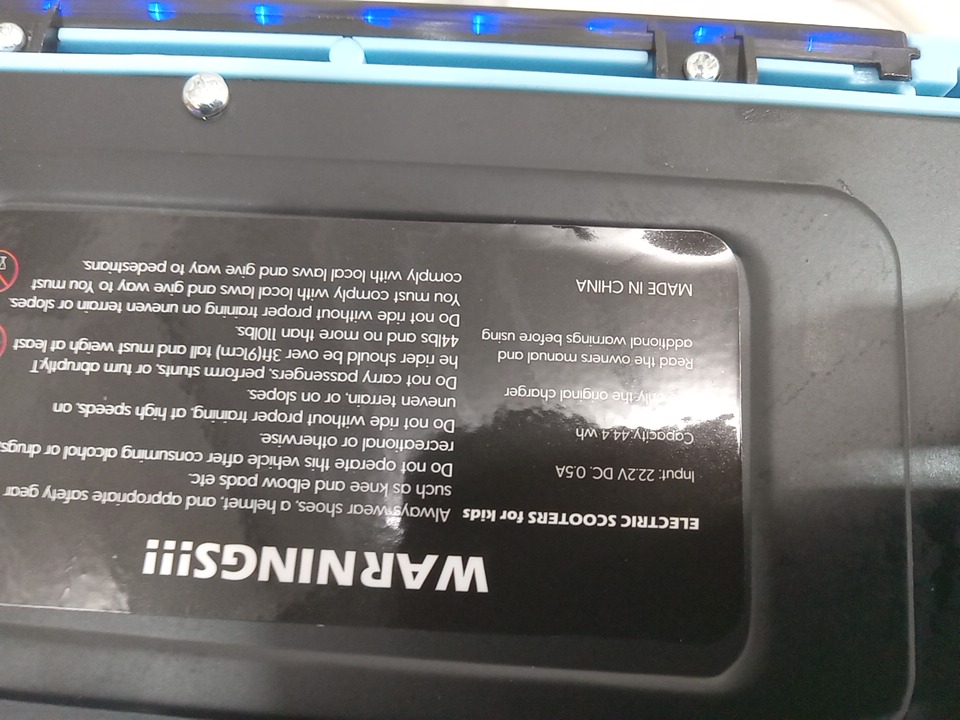 WARNINGS!!!
ELECTRIC SCOOTERS for kids
Input: 22.2V DC. 0.5A
Capacity:44.4 wh
only the original charger
Read the owners manual and
additional warnings before using
MADE IN CHINA
Always wear shoes, a helmet, and appropriate safety gear
such as knee and elbow pads etc
Do not operate this vehicle after consuming alcohol or drugs,
recreational or otherwise.
Do not ride without proper training, at high speeds, on
uneven, terrain, or on slopes.
Do not carry passengers, perform stunts, or turn abruptly.T
he rider should be over 3ft(91cm) tall and must weigh at least
44lbs and no more than 110lbs.
Do not ride without proper training on uneven terrain or slopes.
You must comply with local laws and give way to You must
comply with local laws and give way to pedestrians.